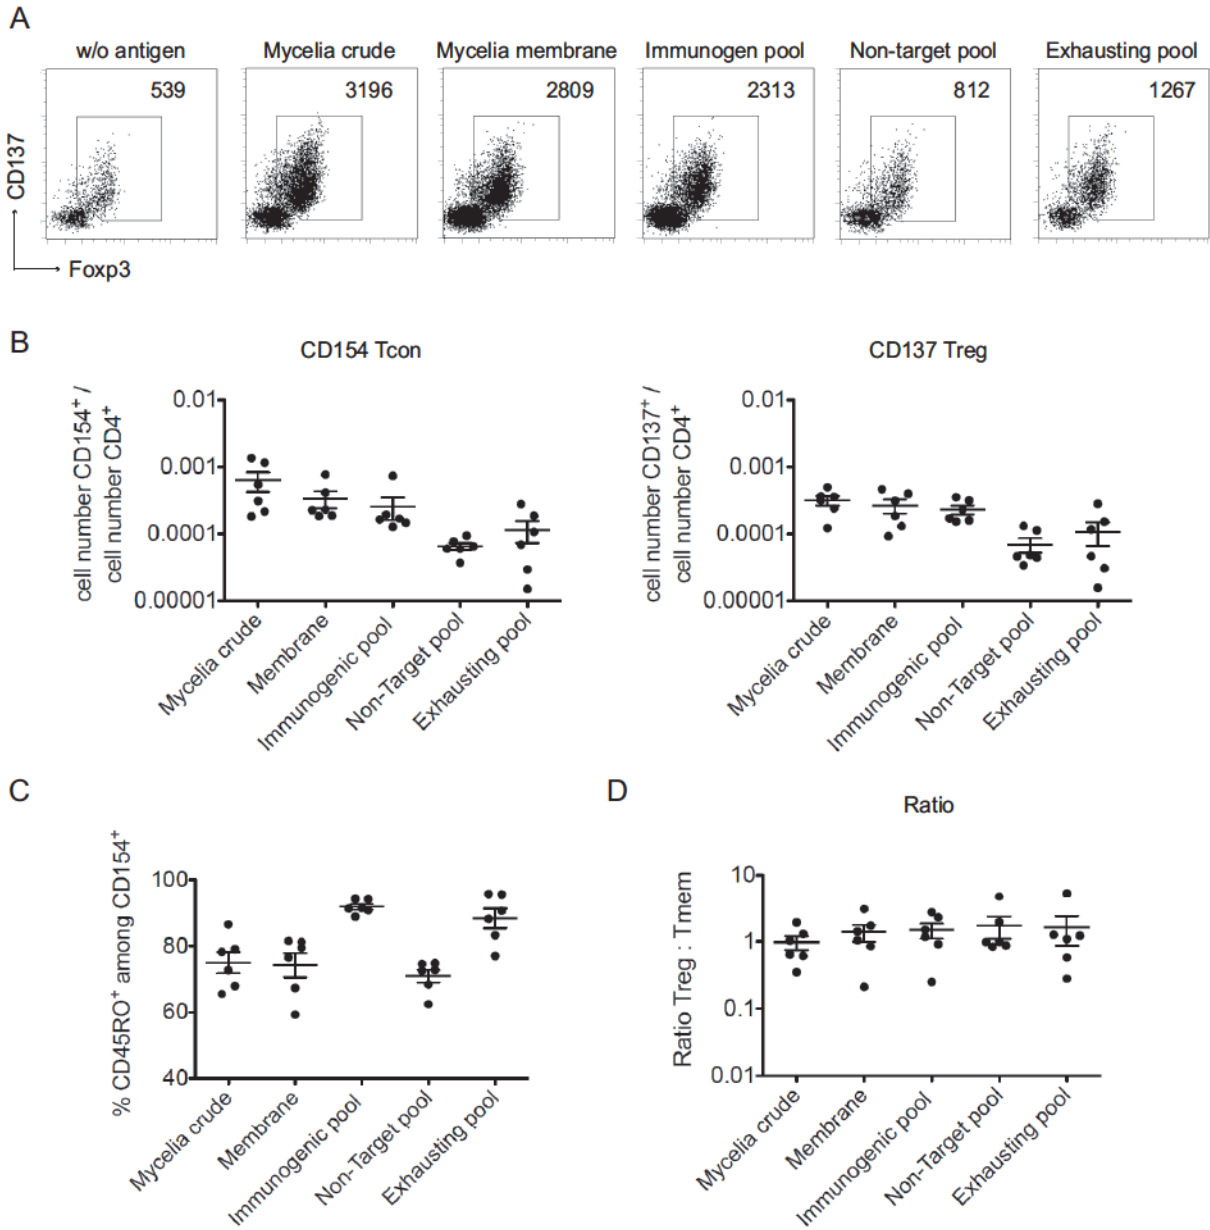 A
w/o antigen
Mycelia crude
Mycelia membrane
Immunogen pool
Non-target pool
Exhausting pool
539
3196
2809
2313
812
1267
CD137
Foxp3
B
CD154 Tcon
cell number CD154+ /
cell number CD4+
0.01
0.001
0.0001
0.00001
Mycelia crude
Membrane
Immunogenic pool
Non-Target pool
Exhausting pool
CD137 Treg
cell number CD137+ /
cell number CD4+
0.01
0.001
0.0001
0.00001
Mycelia crude
Membrane
Immunogenic pool
Non-Target pool
Exhausting pool
C
% CD45RO+ among CD154+
100
80
60
40
Mycelia crude
Membrane
Immunogenic pool
Non-Target pool
Exhausting pool
D
Ratio
Ratio Treg : Tmem
10
1
0.1
0.01
Mycelia crude
Membrane
Immunogenic pool
Non-Target pool
Exhausting pool